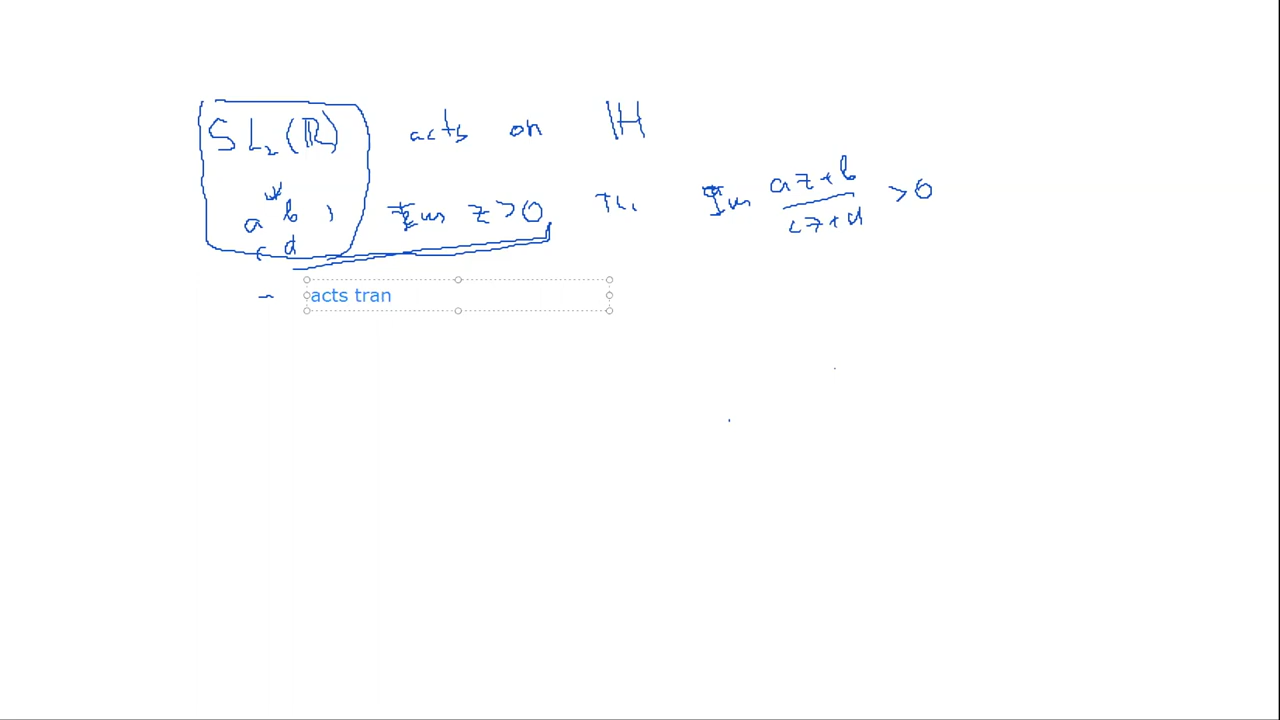 SL₂(ℝ) acts on ℍ
a b , Im z > 0, Im az+b / cz+d > 0
c d
- acts tran